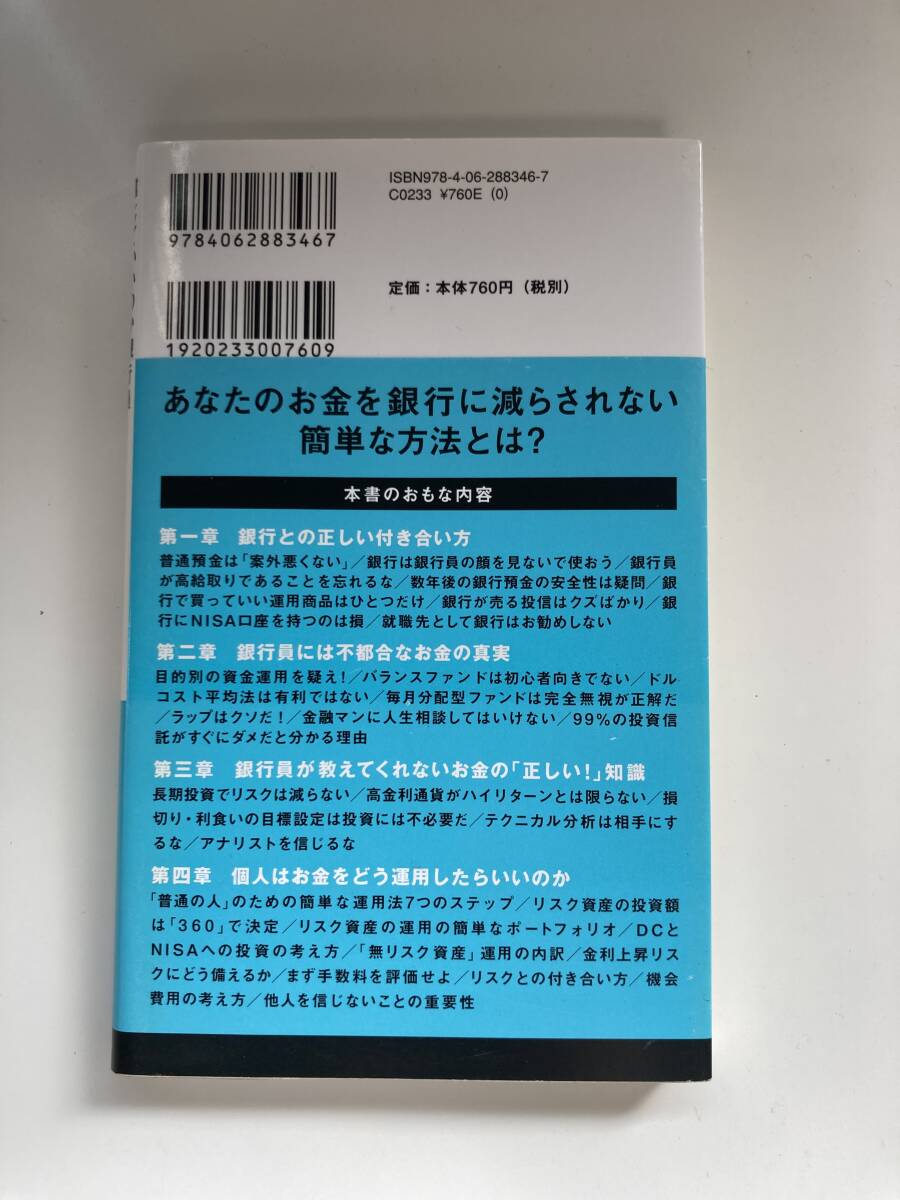 ISBN978-4-06-288346-7
C0233 ¥760E (0)
9784062883467
定価：本体760円（税別）
1920233007609
あなたのお金を銀行に減らされない
簡単な方法とは？
本書のおもな内容
第一章 銀行との正しい付き合い方
普通預金は「案外悪くない」／銀行は銀行員の顔を見ないで使おう／銀行員
が高給取りであることを忘れるな／数年後の銀行預金の安全性は疑問／銀
行で買っていい運用商品はひとつだけ／銀行が売る投信はクズばかり／銀
行にNISA口座を持つのは損／就職先として銀行はお勧めしない
第二章 銀行員には不都合なお金の真実
目的別の資金運用を疑え！／バランスファンドは初心者向きでない／ドル
コスト平均法は有利ではない／毎月分配型ファンドは完全無視が正解だ
／ラップはクソだ！／金融マンに人生相談してはいけない／99％の投資信
託がすぐにダメだと分かる理由
第三章 銀行員が教えてくれないお金の「正しい！」知識
長期投資でリスクは減らない／高金利通貨がハイリターンとは限らない／損
切り・利食いの目標設定は投資には不必要だ／テクニカル分析は相手にす
るな／アナリストを信じるな
第四章 個人はお金をどう運用したらいいのか
「普通の人」のための簡単な運用法7つのステップ／リスク資産の投資額
は「360」で決定／リスク資産の運用の簡単なポートフォリオ／DCと
NISAへの投資の考え方／「無リスク資産」運用の内訳／金利上昇リス
クにどう備えるか／まず手数料を評価せよ／リスクとの付き合い方／機会
費用の考え方／他人を信じないことの重要性